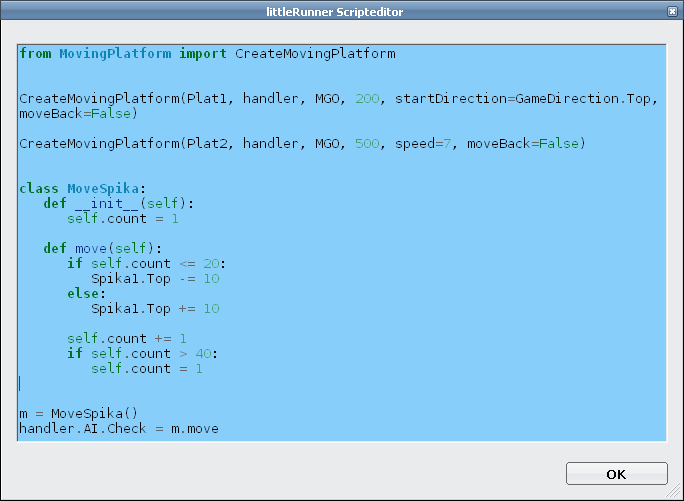 littleRunner Scripteditor
from MovingPlatform import CreateMovingPlatform
CreateMovingPlatform(Plat1, handler, MGO, 200, startDirection=GameDirection.Top,
moveBack=False)
CreateMovingPlatform(Plat2, handler, MGO, 500, speed=7, moveBack=False)
class MoveSpika:
   def __init__(self):
      self.count = 1
   def move(self):
      if self.count <= 20:
         Spika1.Top -= 10
      else:
         Spika1.Top += 10
      self.count += 1
      if self.count > 40:
         self.count = 1
m = MoveSpika()
handler.AI.Check = m.move
OK